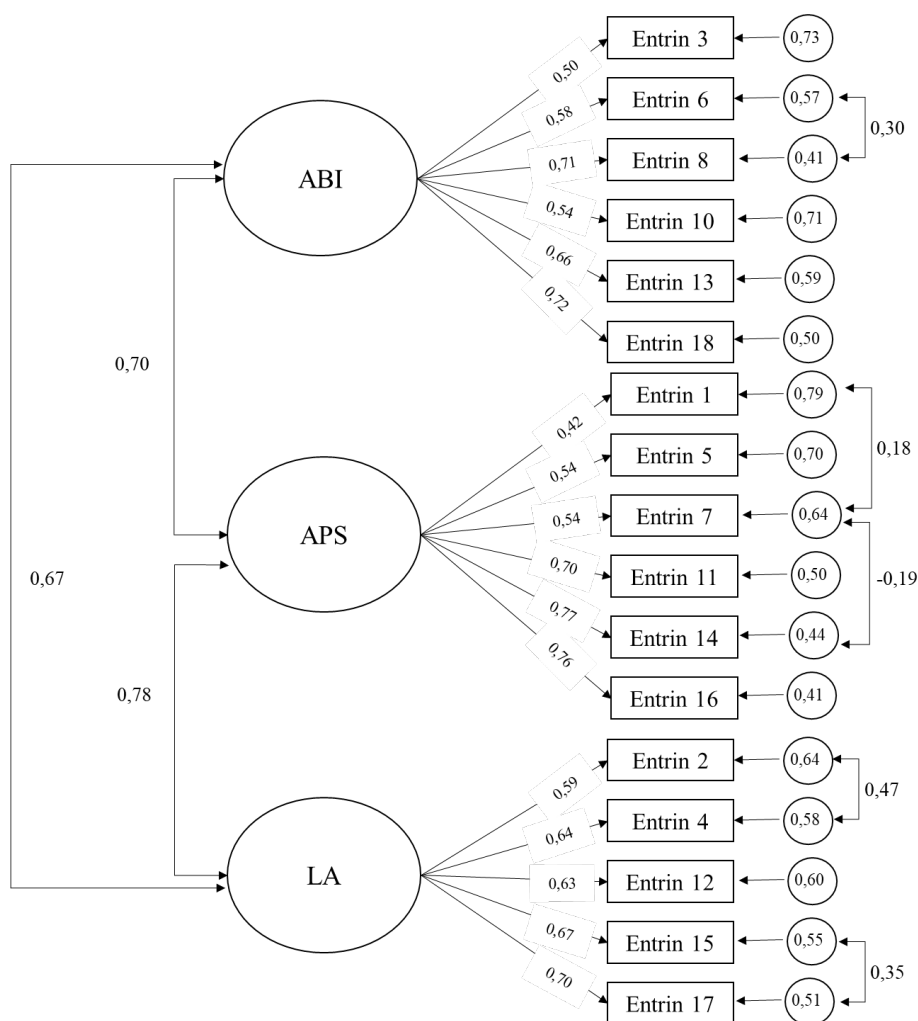 Entrin 3
0,73
0,50
Entrin 6
0,57
0,58
0,30
Entrin 8
0,41
0,71
ABI
Entrin 10
0,71
0,54
Entrin 13
0,59
0,66
0,72
Entrin 18
0,50
0,70
Entrin 1
0,79
0,42
0,18
Entrin 5
0,70
0,54
Entrin 7
0,64
0,54
APS
0,67
Entrin 11
0,50
0,70
-0,19
Entrin 14
0,44
0,77
0,76
Entrin 16
0,41
0,78
Entrin 2
0,64
0,59
0,47
Entrin 4
0,58
0,64
LA
Entrin 12
0,60
0,63
Entrin 15
0,55
0,67
0,35
0,70
Entrin 17
0,51